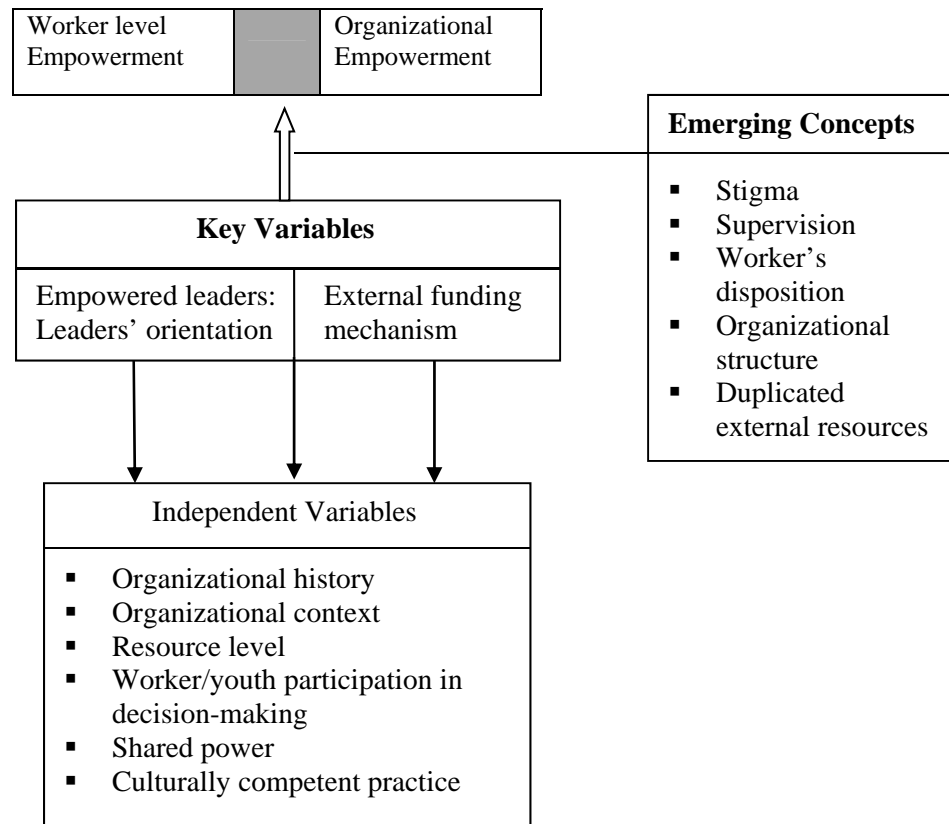 Worker level
Empowerment
Organizational
Empowerment
Emerging Concepts
▪ Stigma
▪ Supervision
▪ Worker’s
disposition
▪ Organizational
structure
▪ Duplicated
external resources
Key Variables
Empowered leaders:
Leaders’ orientation
External funding
mechanism
Independent Variables
▪ Organizational history
▪ Organizational context
▪ Resource level
▪ Worker/youth participation in
decision-making
▪ Shared power
▪ Culturally competent practice